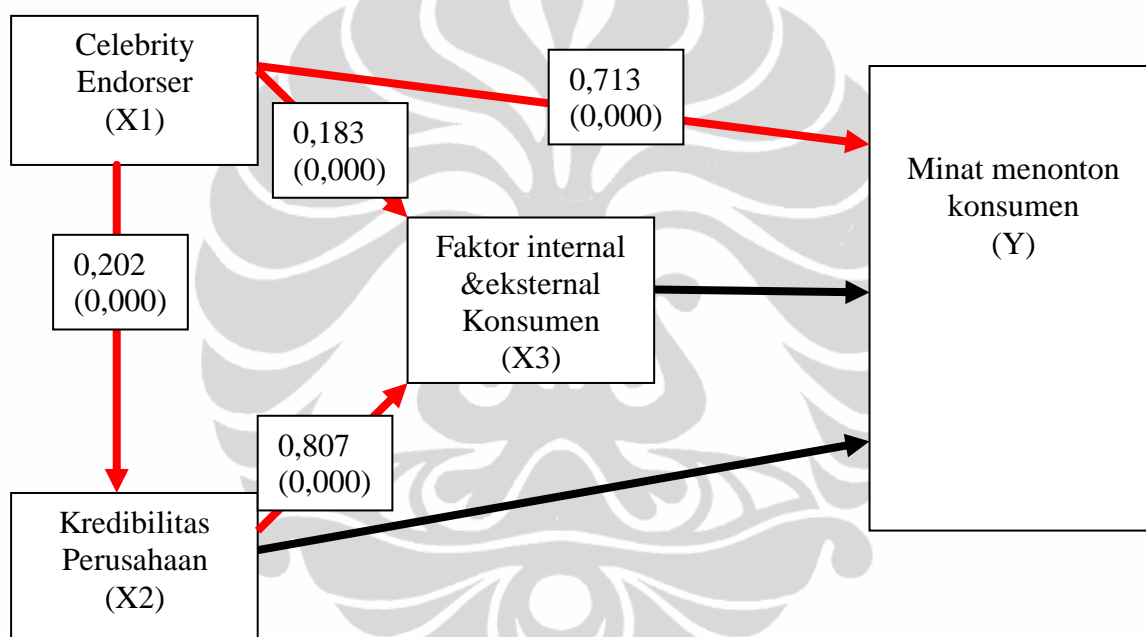 Celebrity
Endorser
(X1)
0,713
(0,000)
0,183
(0,000)
Minat menonton
konsumen
(Y)
0,202
(0,000)
Faktor internal
&eksternal
Konsumen
(X3)
0,807
(0,000)
Kredibilitas
Perusahaan
(X2)